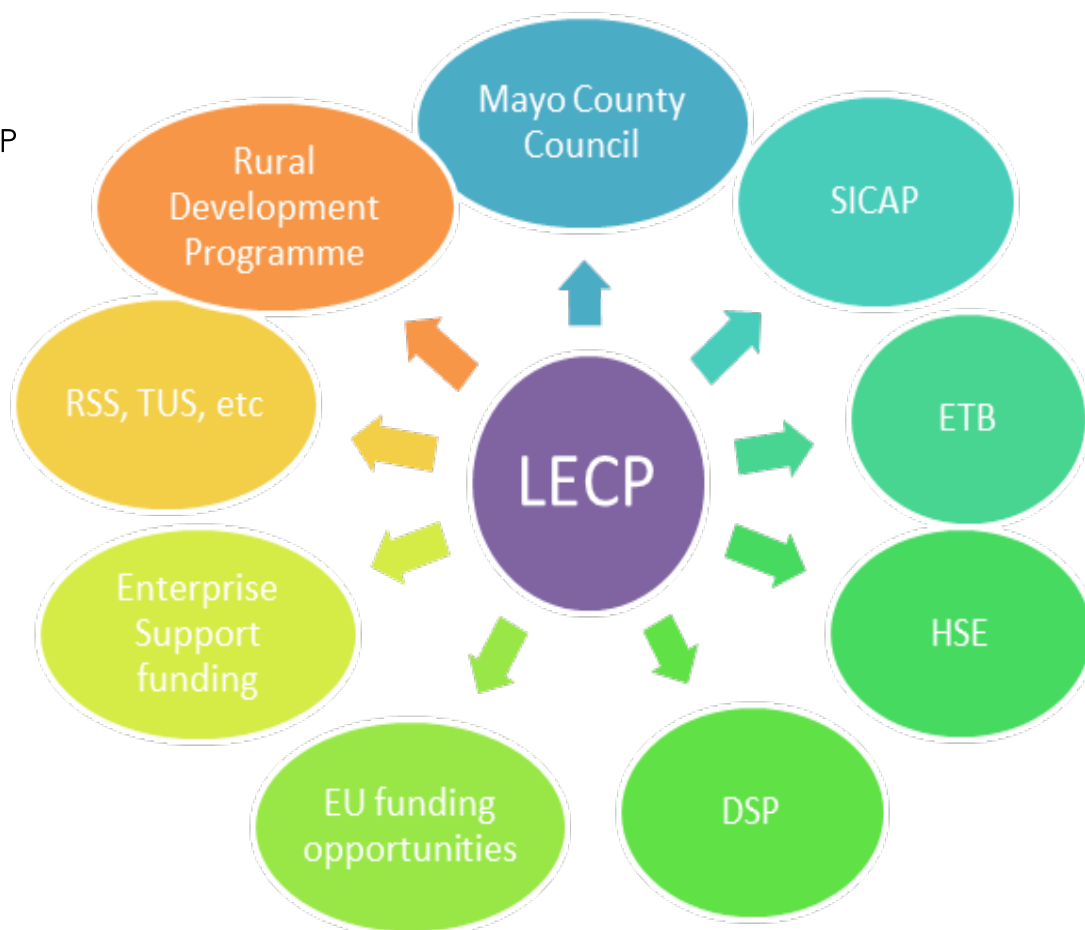 P
Mayo County
Council
SICAP
ETB
HSE
DSP
EU funding
opportunities
Enterprise
Support
funding
RSS, TUS, etc
Rural
Development
Programme
LECP